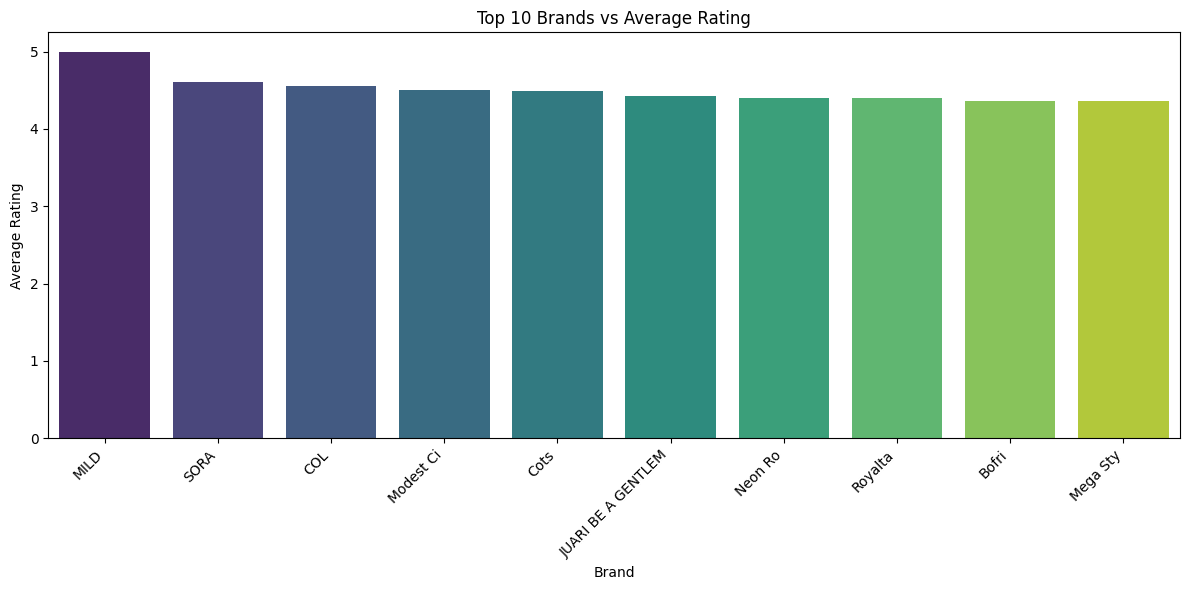 Top 10 Brands vs Average Rating
Average Rating
5
4
3
2
1
0
MILD
SORA
COL
Modest Ci
Cots
JUARI BE A GENTLEM
Neon Ro
Royalta
Bofri
Mega Sty
Brand